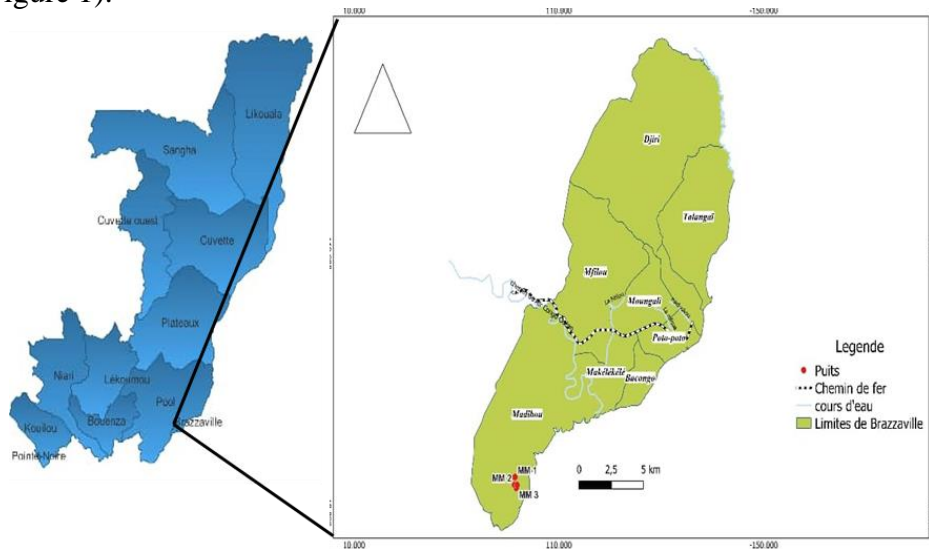 igure 1).
10.000
110.000
-150.000
Likouala
Sangha
Cuvette ouest
Cuvette
Plateaux
Niari
Lékoumou
Pool
Bouenza
Kouilou
Brazzaville
Pointe-Noire
Djiri
Talangaï
Mfilou
Moungali
Poto-poto
Makélékélé
Bacongo
Madibou
MM-1
MM 2
MM 3
0 2,5 5 km
Legende
Puits
Chemin de fer
cours d'eau
Limites de Brazzaville
10.000
110.000
-150.000